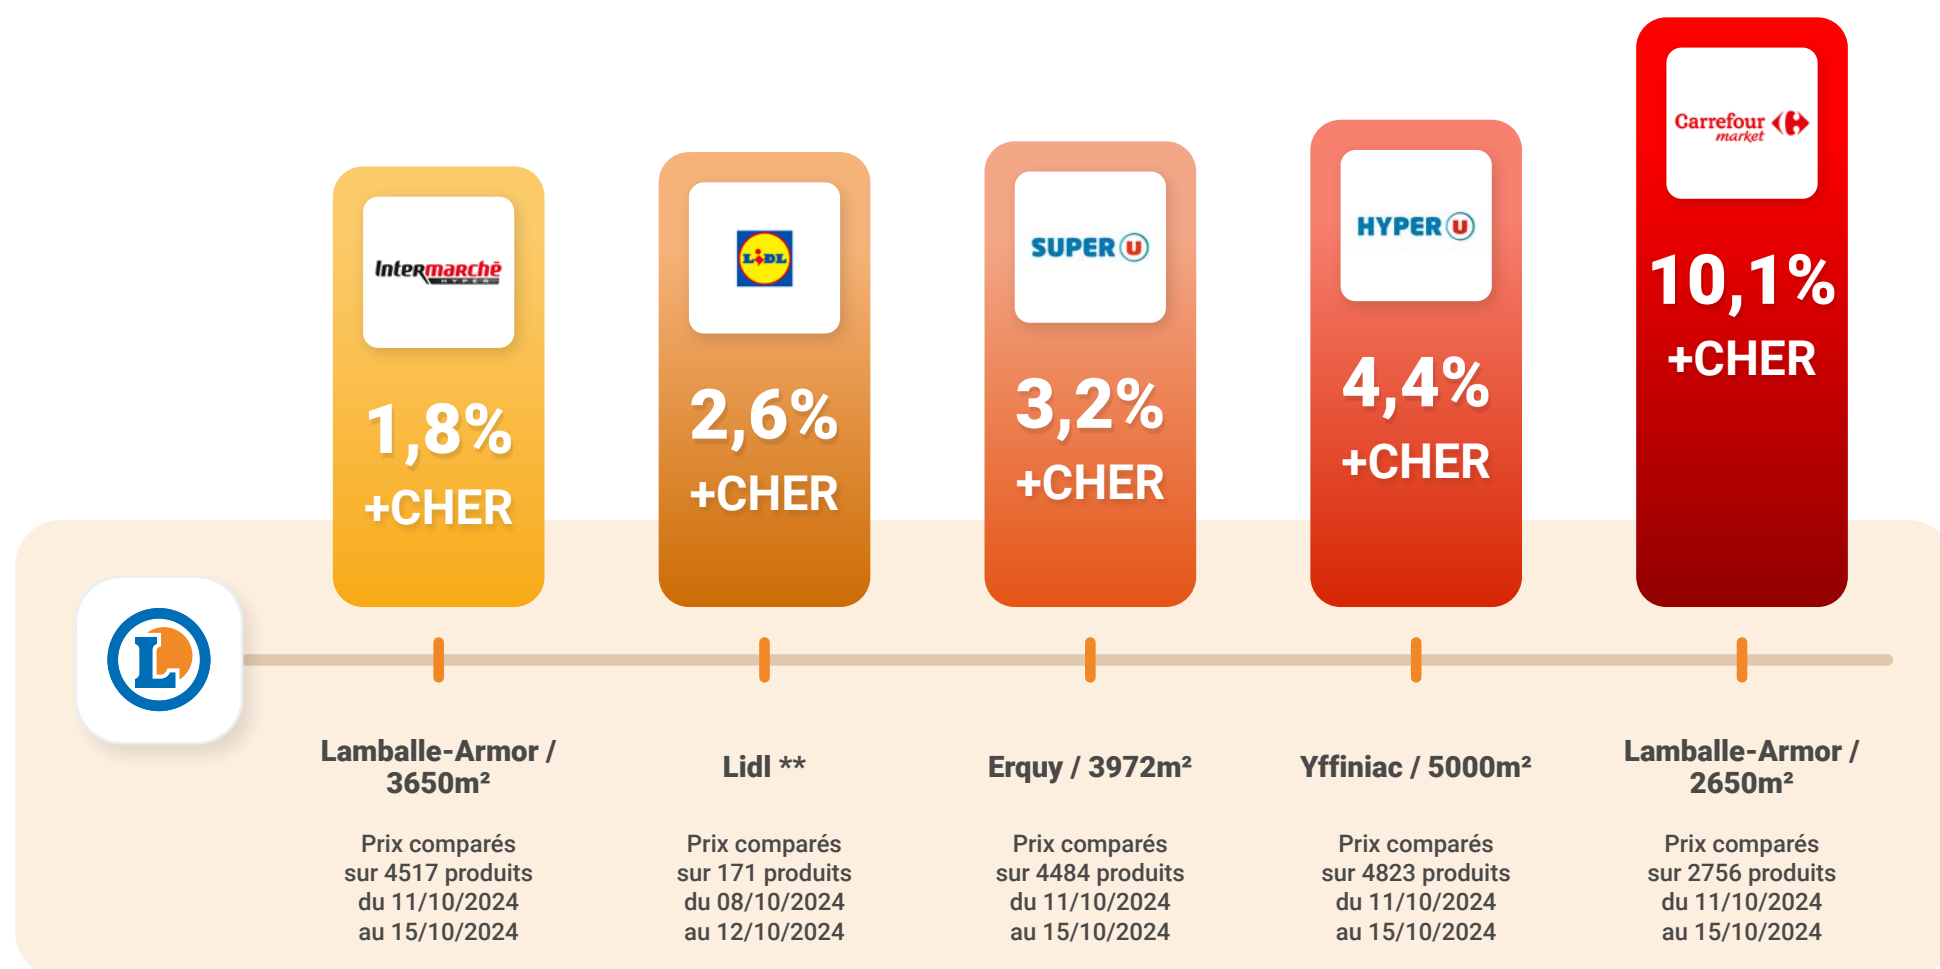 Intermarchē
HYPER
1,8%
+CHER
LiDL
2,6%
+CHER
SUPER U
3,2%
+CHER
HYPER U
4,4%
+CHER
Carrefour
market
10,1%
+CHER
L
Lamballe-Armor /
3650m²
Prix comparés
sur 4517 produits
du 11/10/2024
au 15/10/2024
Lidl **
Prix comparés
sur 171 produits
du 08/10/2024
au 12/10/2024
Erquy / 3972m²
Prix comparés
sur 4484 produits
du 11/10/2024
au 15/10/2024
Yffiniac / 5000m²
Prix comparés
sur 4823 produits
du 11/10/2024
au 15/10/2024
Lamballe-Armor /
2650m²
Prix comparés
sur 2756 produits
du 11/10/2024
au 15/10/2024